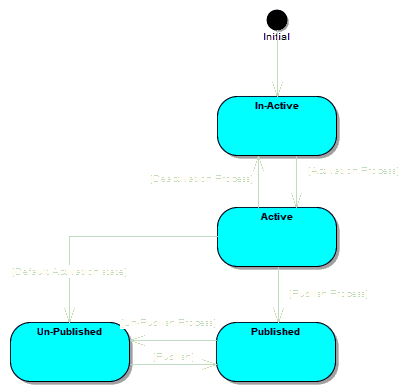 Initial
In-Active
[Deactivation Process]
[Activation Process]
Active
[Default Activation state]
[Publish Process]
[Un-Publish Process]
Un-Published
Published
[Publish]